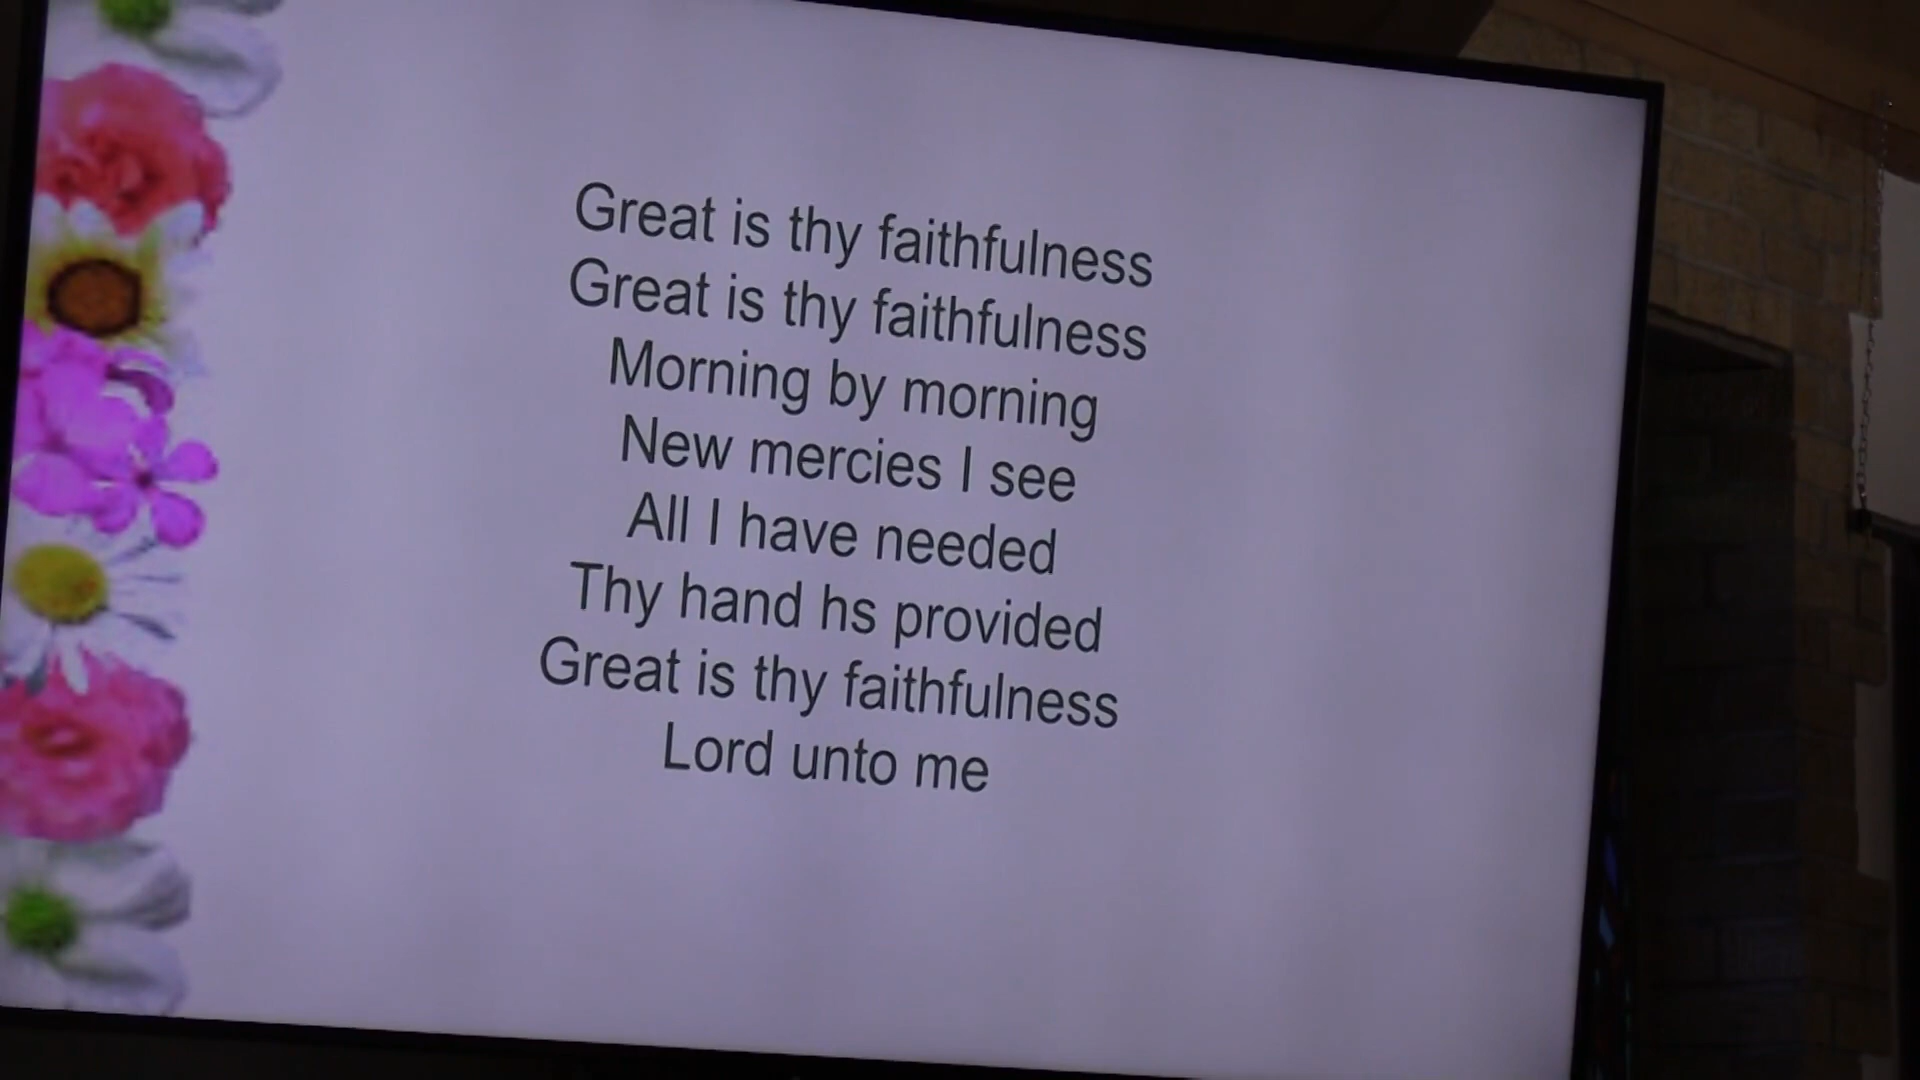 Great is thy faithfulness
Great is thy faithfulness
Morning by morning
New mercies I see
All I have needed
Thy hand hs provided
Great is thy faithfulness
Lord unto me